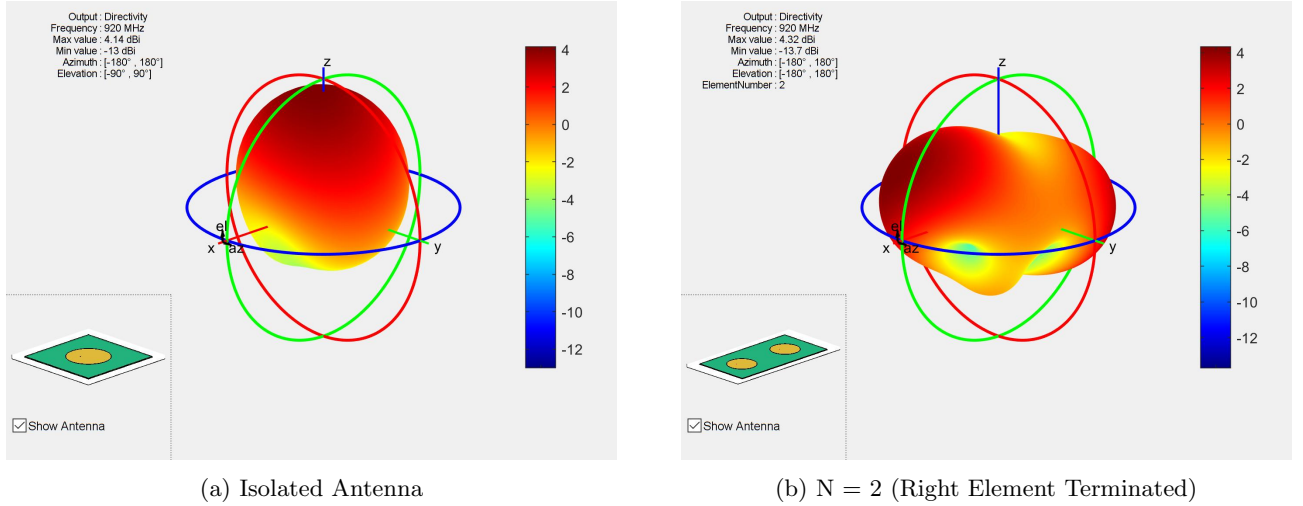 Output : Directivity
Frequency : 920 MHz
Max value : 4.14 dBi
Min value : -13 dBi
Azimuth : [-180° , 180°]
Elevation : [-90° , 90°]
z
x
y
el
az
4
2
0
-2
-4
-6
-8
-10
-12
Show Antenna
(a) Isolated Antenna
Output : Directivity
Frequency : 920 MHz
Max value : 4.32 dBi
Min value : -13.7 dBi
Azimuth : [-180° , 180°]
Elevation : [-180° , 180°]
ElementNumber : 2
z
x
y
el
az
4
2
0
-2
-4
-6
-8
-10
-12
Show Antenna
(b) N = 2 (Right Element Terminated)